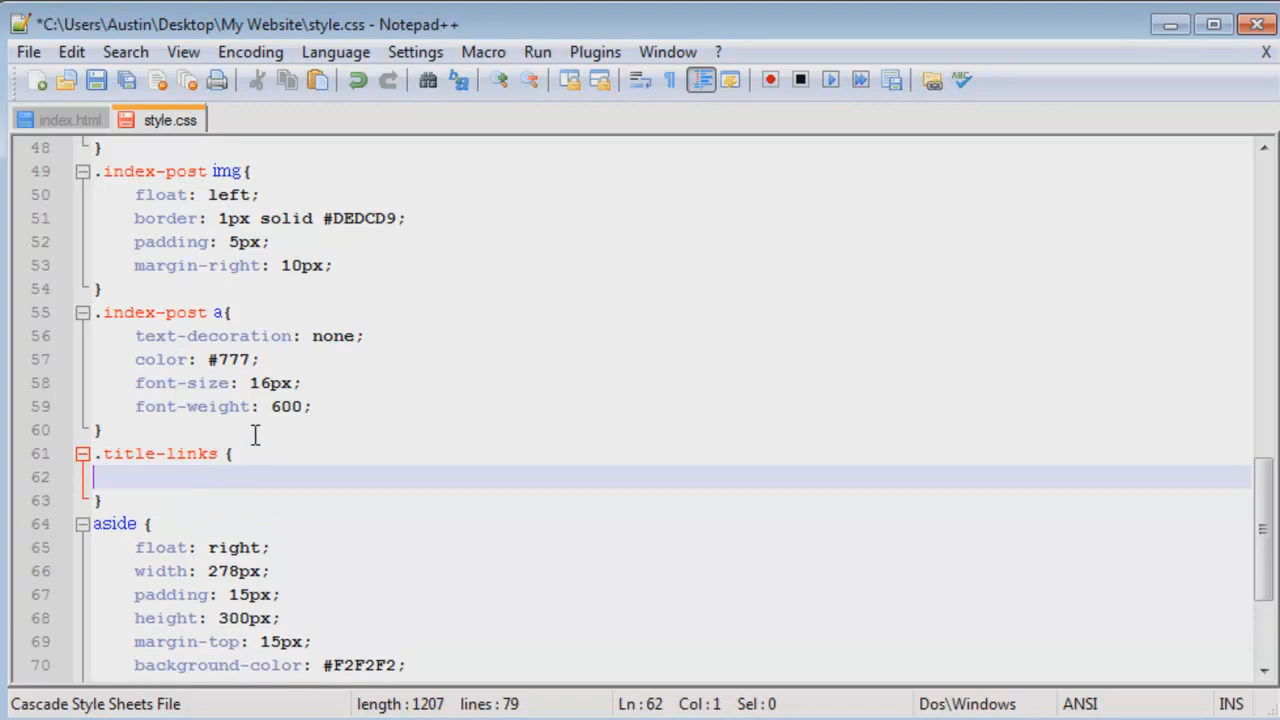 *C:\Users\Austin\Desktop\My Website\style.css - Notepad++
File Edit Search View Encoding Language Settings Macro Run Plugins Window ? X
index.html style.css
48 }
49 .index-post img{
50 float: left;
51 border: 1px solid #DEDCD9;
52 padding: 5px;
53 margin-right: 10px;
54 }
55 .index-post a{
56 text-decoration: none;
57 color: #777;
58 font-size: 16px;
59 font-weight: 600;
60 }
61 .title-links {
62
63 }
64 aside {
65 float: right;
66 width: 278px;
67 padding: 15px;
68 height: 300px;
69 margin-top: 15px;
70 background-color: #F2F2F2;
Cascade Style Sheets File length : 1207 lines : 79 Ln : 62 Col : 1 Sel : 0 Dos\Windows ANSI INS